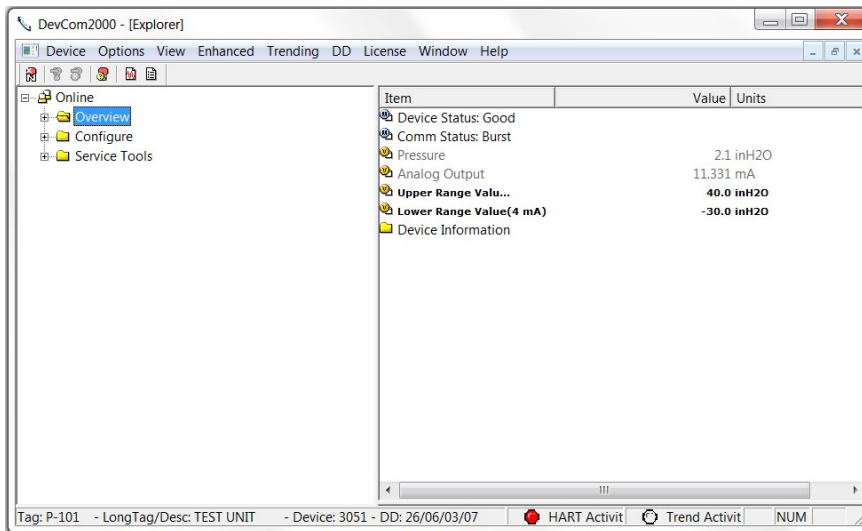 DevCom2000 - [Explorer]
Device Options View Enhanced Trending DD License Window Help
Online
Overview
Configure
Service Tools
Item Value Units
Device Status: Good
Comm Status: Burst
Pressure 2.1 inH2O
Analog Output 11.331 mA
Upper Range Valu... 40.0 inH2O
Lower Range Value(4 mA) -30.0 inH2O
Device Information
Tag: P-101 - LongTag/Desc: TEST UNIT - Device: 3051 - DD: 26/06/03/07 HART Activit Trend Activit NUM